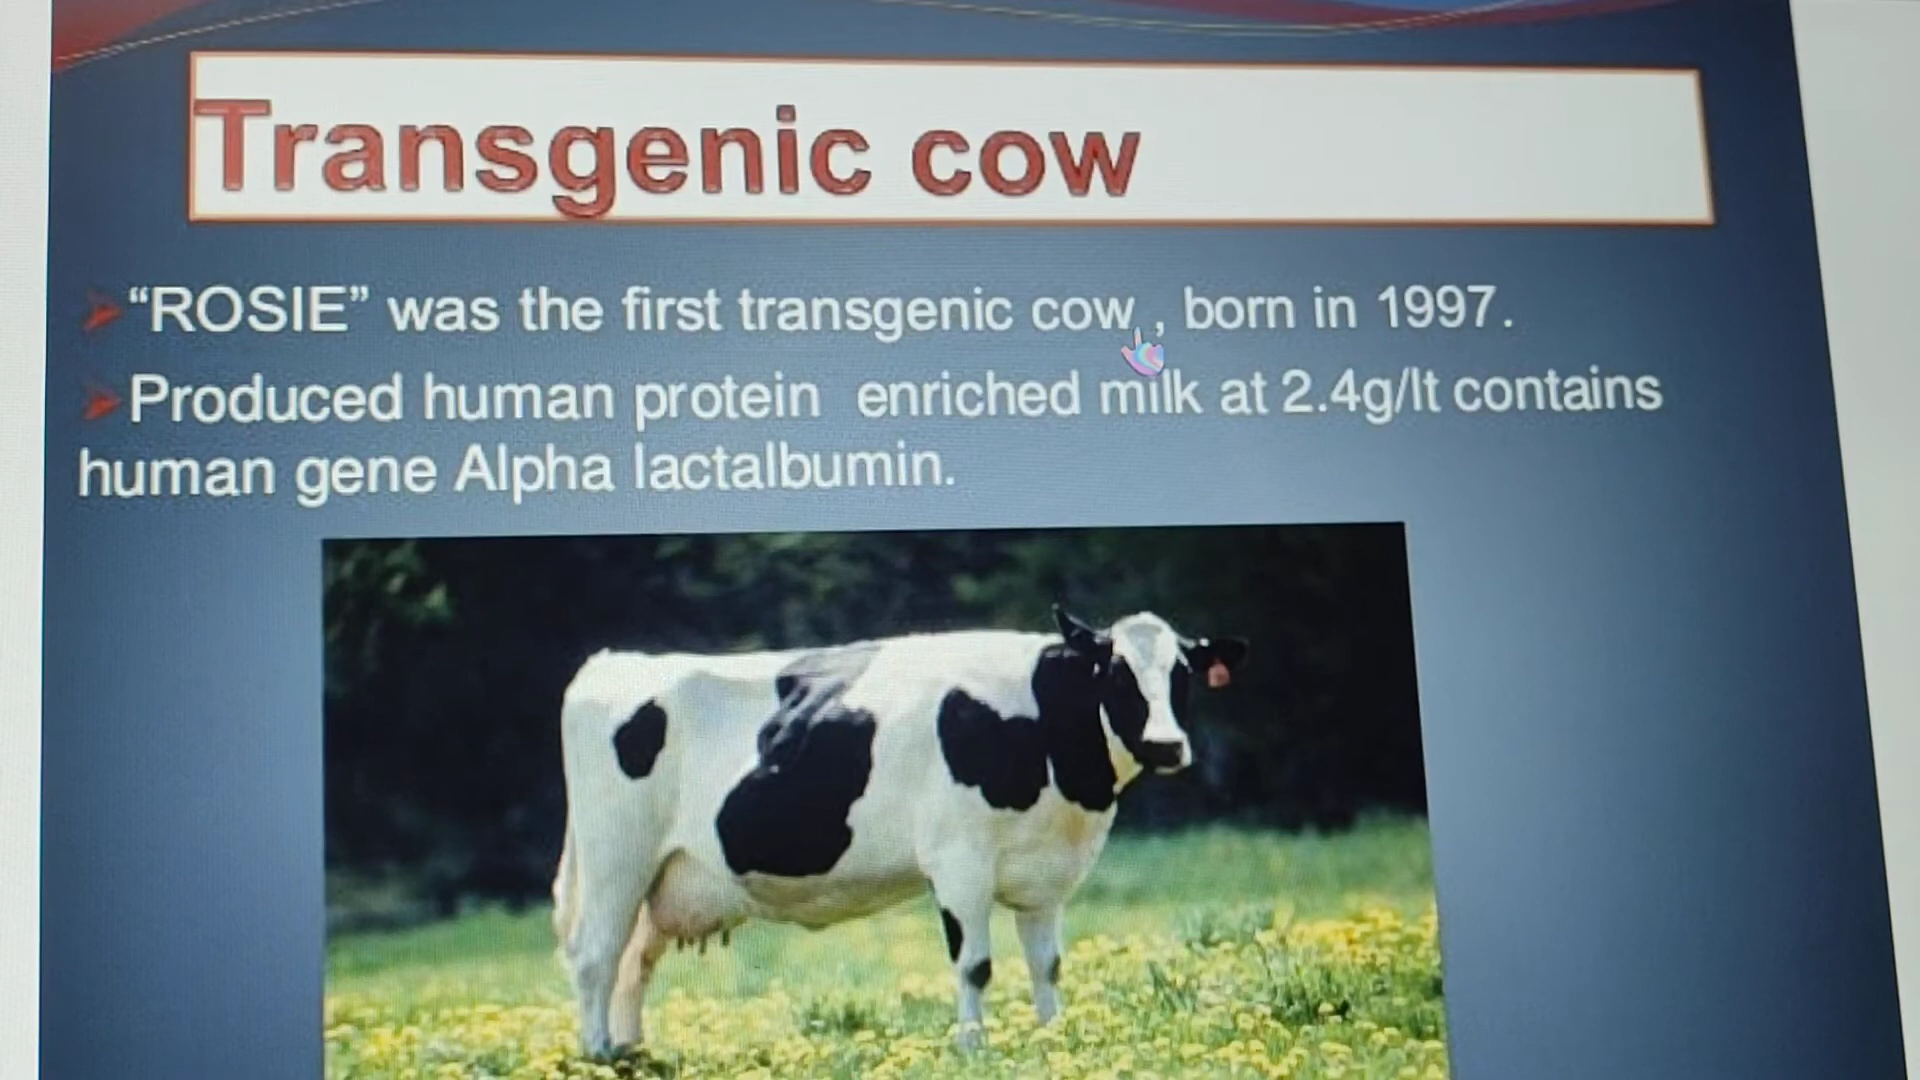 Transgenic cow
“ROSIE” was the first transgenic cow , born in 1997.
Produced human protein enriched milk at 2.4g/lt contains
human gene Alpha lactalbumin.